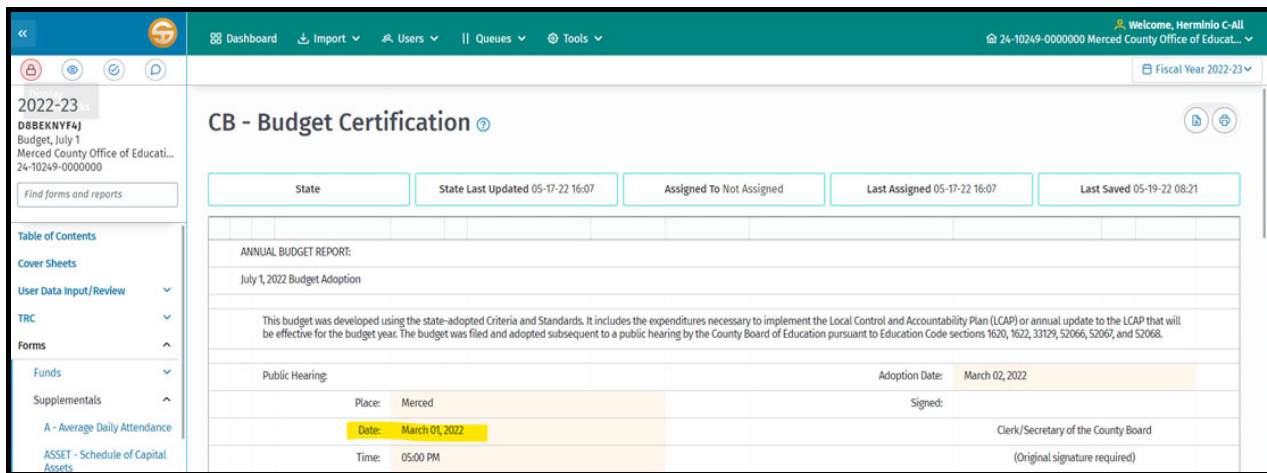 «
Dashboard Import Users Queues Tools
Welcome, Herminio C-All
24-10249-0000000 Merced County Office of Educat...
Fiscal Year 2022-23
2022-23
D8BEKNYF4J
Budget, July 1
Merced County Office of Educati...
24-10249-0000000
Find forms and reports
Table of Contents
Cover Sheets
User Data Input/Review
TRC
Forms
Funds
Supplementals
A - Average Daily Attendance
ASSET - Schedule of Capital
Assets
CB - Budget Certification ?
State
State Last Updated 05-17-22 16:07
Assigned To Not Assigned
Last Assigned 05-17-22 16:07
Last Saved 05-19-22 08:21
ANNUAL BUDGET REPORT:
July 1, 2022 Budget Adoption
This budget was developed using the state-adopted Criteria and Standards. It includes the expenditures necessary to implement the Local Control and Accountability Plan (LCAP) or annual update to the LCAP that will
be effective for the budget year. The budget was filed and adopted subsequent to a public hearing by the County Board of Education pursuant to Education Code sections 1620, 1622, 33129, 52066, 52067, and 52068.
Public Hearing: Adoption Date: March 02, 2022
Place: Merced Signed:
Date: March 01, 2022 Clerk/Secretary of the County Board
Time: 05:00 PM (Original signature required)